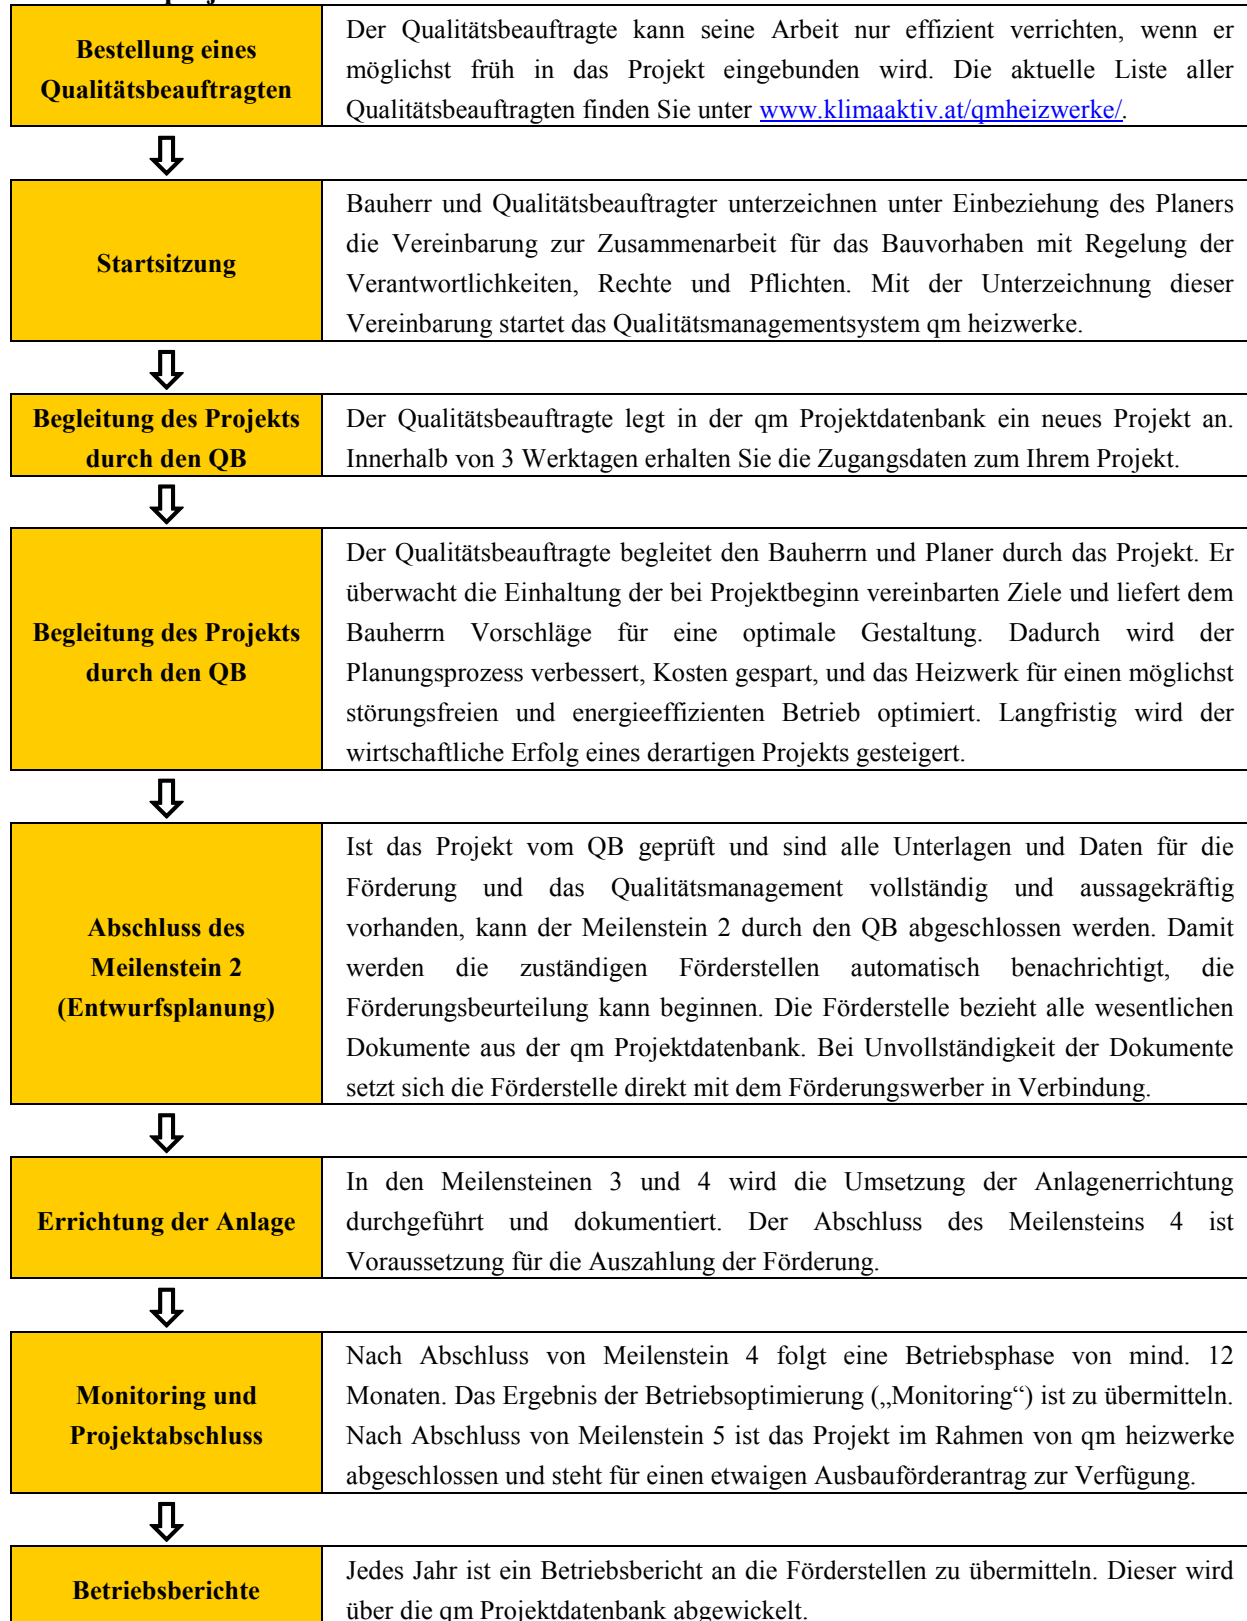 Bestellung eines
Qualitätsbeauftragten
Der Qualitätsbeauftragte kann seine Arbeit nur effizient verrichten, wenn er
möglichst früh in das Projekt eingebunden wird. Die aktuelle Liste aller
Qualitätsbeauftragten finden Sie unter www.klimaaktiv.at/qmheizwerke/.
Startsitzung
Bauherr und Qualitätsbeauftragter unterzeichnen unter Einbeziehung des Planers
die Vereinbarung zur Zusammenarbeit für das Bauvorhaben mit Regelung der
Verantwortlichkeiten, Rechte und Pflichten. Mit der Unterzeichnung dieser
Vereinbarung startet das Qualitätsmanagementsystem qm heizwerke.
Begleitung des Projekts
durch den QB
Der Qualitätsbeauftragte legt in der qm Projektdatenbank ein neues Projekt an.
Innerhalb von 3 Werktagen erhalten Sie die Zugangsdaten zum Ihrem Projekt.
Begleitung des Projekts
durch den QB
Der Qualitätsbeauftragte begleitet den Bauherrn und Planer durch das Projekt. Er
überwacht die Einhaltung der bei Projektbeginn vereinbarten Ziele und liefert dem
Bauherrn Vorschläge für eine optimale Gestaltung. Dadurch wird der
Planungsprozess verbessert, Kosten gespart, und das Heizwerk für einen möglichst
störungsfreien und energieeffizienten Betrieb optimiert. Langfristig wird der
wirtschaftliche Erfolg eines derartigen Projekts gesteigert.
Abschluss des
Meilenstein 2
(Entwurfsplanung)
Ist das Projekt vom QB geprüft und sind alle Unterlagen und Daten für die
Förderung und das Qualitätsmanagement vollständig und aussagekräftig
vorhanden, kann der Meilenstein 2 durch den QB abgeschlossen werden. Damit
werden die zuständigen Förderstellen automatisch benachrichtigt, die
Förderungsbeurteilung kann beginnen. Die Förderstelle bezieht alle wesentlichen
Dokumente aus der qm Projektdatenbank. Bei Unvollständigkeit der Dokumente
setzt sich die Förderstelle direkt mit dem Förderungswerber in Verbindung.
Errichtung der Anlage
In den Meilensteinen 3 und 4 wird die Umsetzung der Anlagenerrichtung
durchgeführt und dokumentiert. Der Abschluss des Meilensteins 4 ist
Voraussetzung für die Auszahlung der Förderung.
Monitoring und
Projektabschluss
Nach Abschluss von Meilenstein 4 folgt eine Betriebsphase von mind. 12
Monaten. Das Ergebnis der Betriebsoptimierung („Monitoring“) ist zu übermitteln.
Nach Abschluss von Meilenstein 5 ist das Projekt im Rahmen von qm heizwerke
abgeschlossen und steht für einen etwaigen Ausbauförderantrag zur Verfügung.
Betriebsberichte
Jedes Jahr ist ein Betriebsbericht an die Förderstellen zu übermitteln. Dieser wird
über die qm Projektdatenbank abgewickelt.